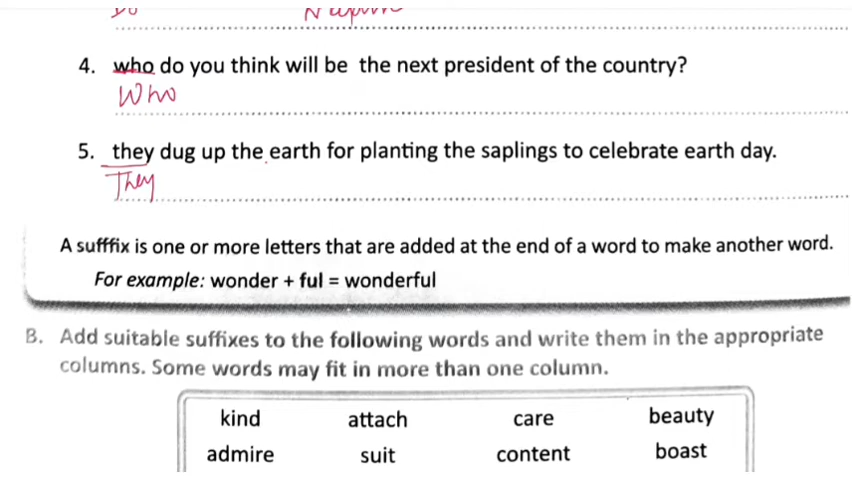 4. who do you think will be the next president of the country?
Who
5. they dug up the earth for planting the saplings to celebrate earth day.
They
A sufffix is one or more letters that are added at the end of a word to make another word.
For example: wonder + ful = wonderful
B. Add suitable suffixes to the following words and write them in the appropriate
columns. Some words may fit in more than one column.
kind attach care beauty
admire suit content boast